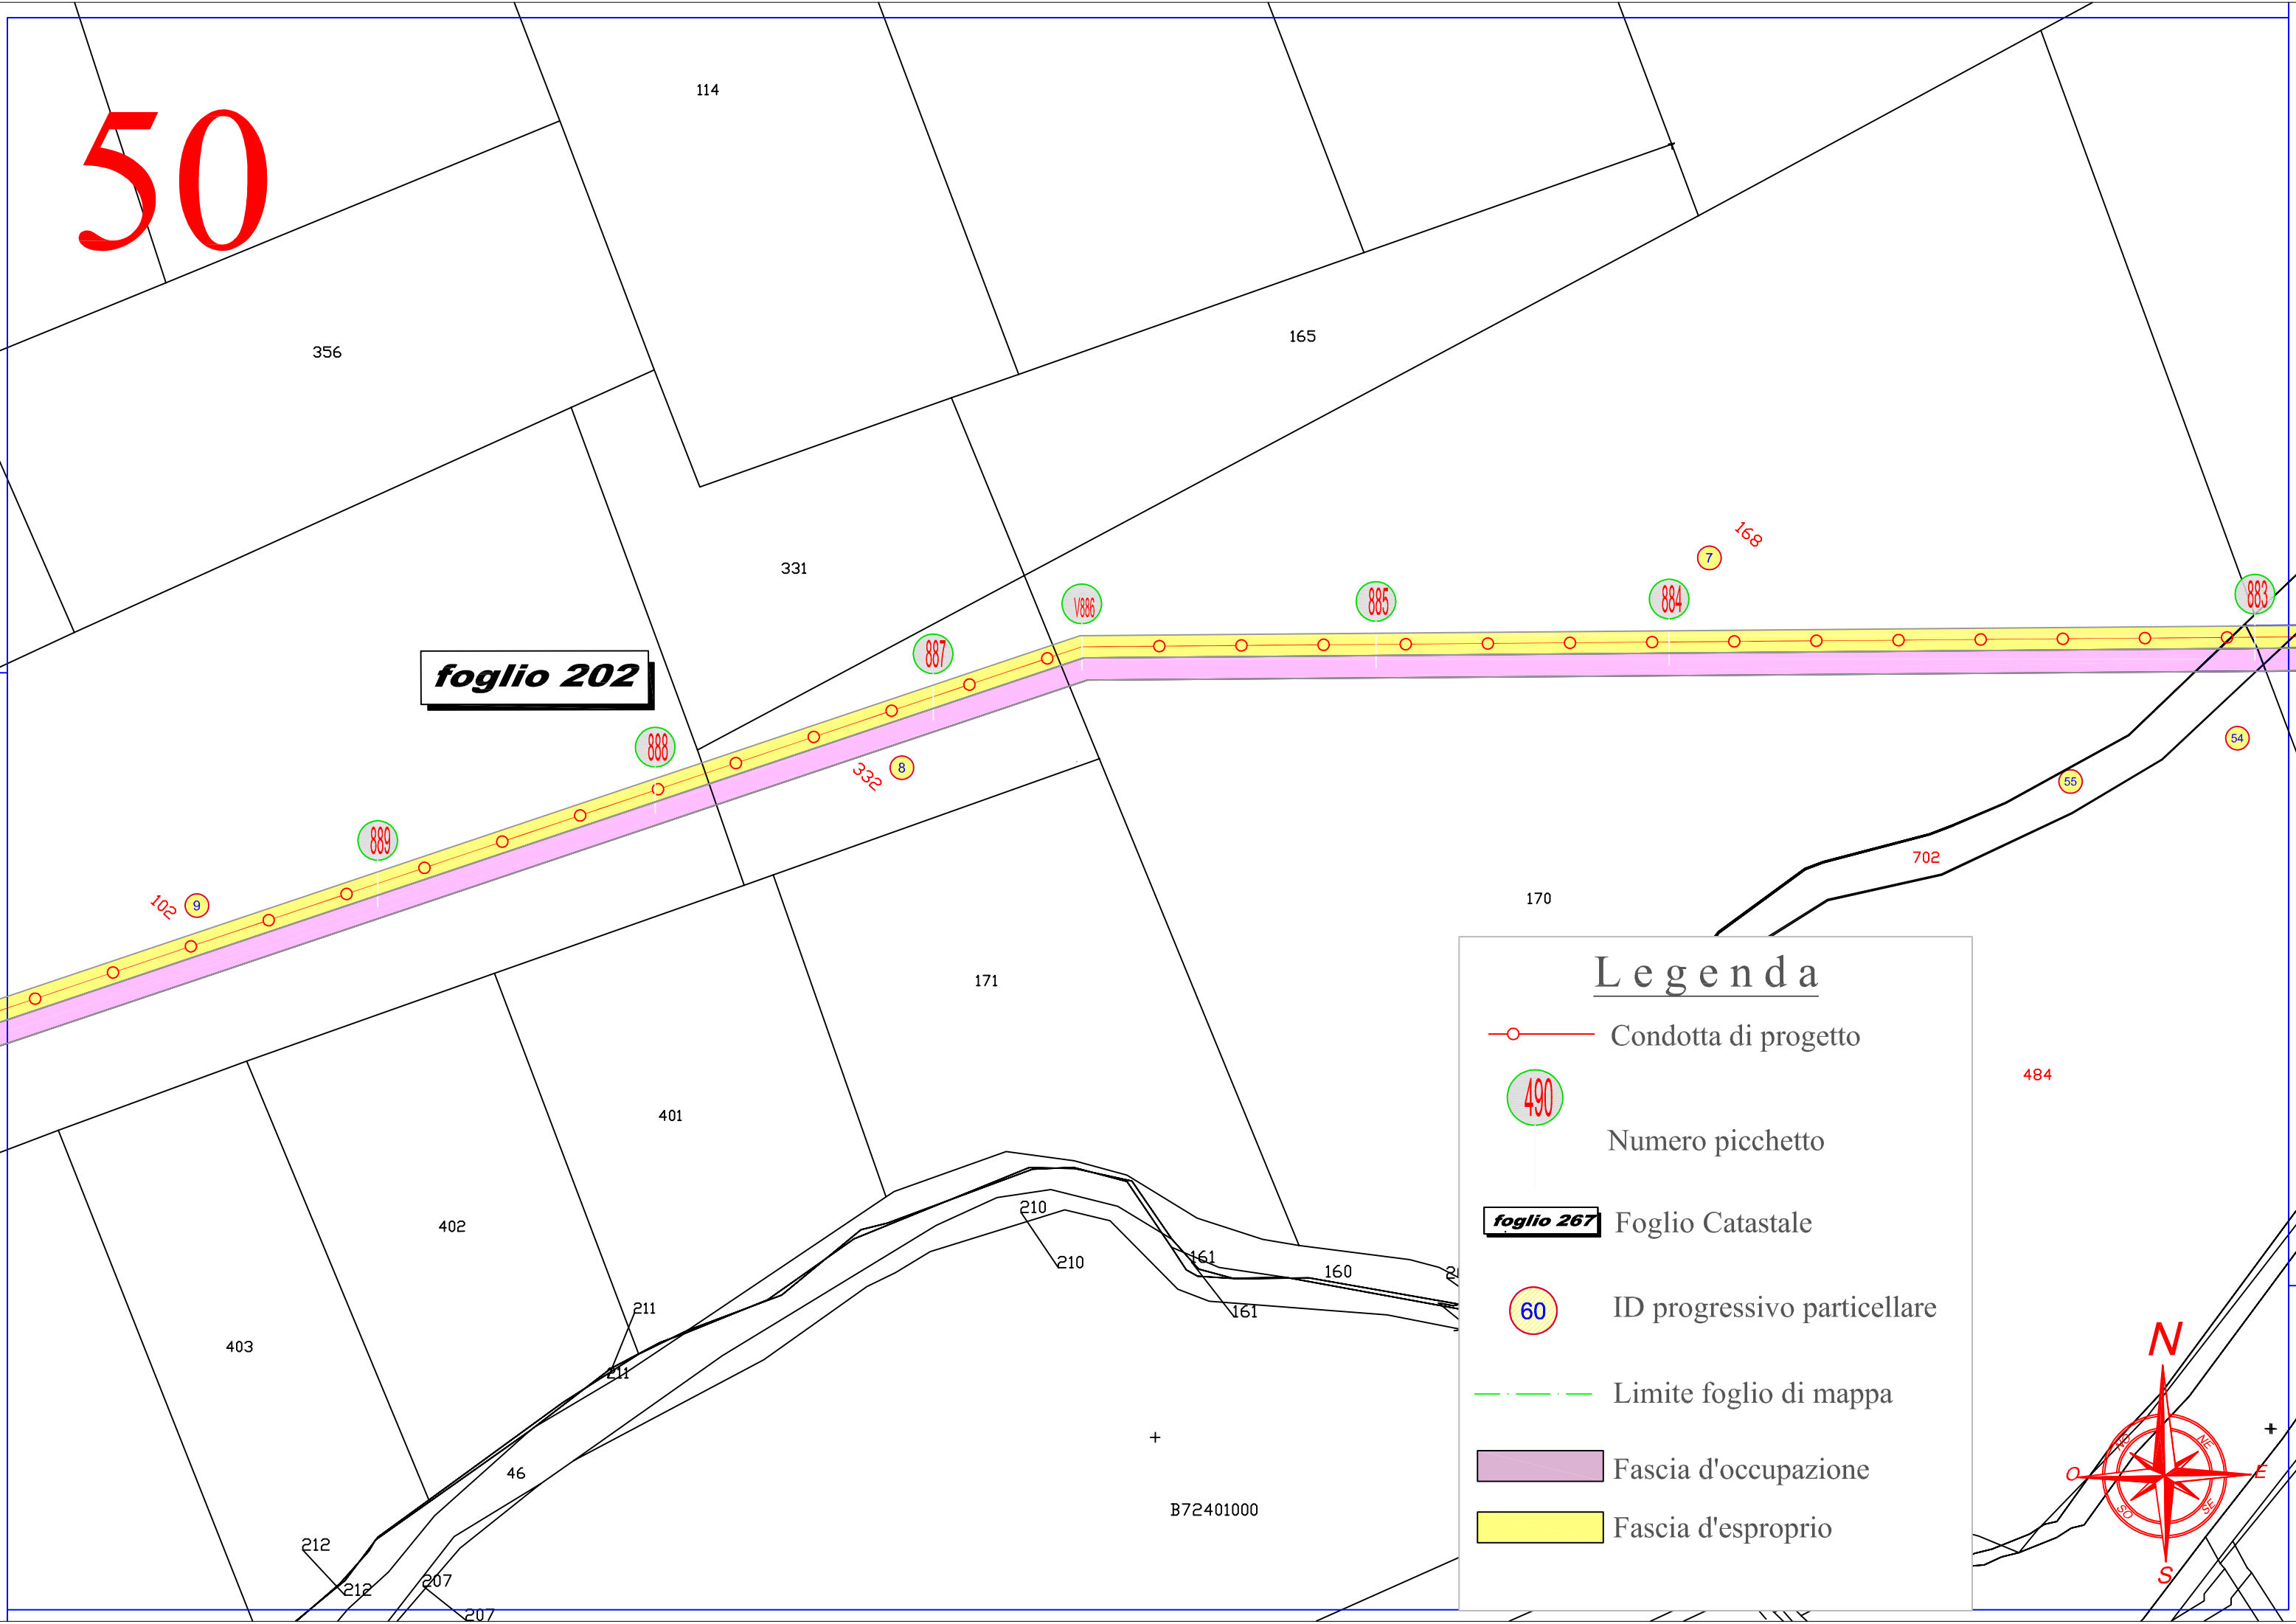 50
114
356
165
331
168
7
V886
885
884
883
887
foglio 202
888
332
8
54
55
889
702
102
9
170
171
401
484
402
403
210
210
161
161
160
211
211
46
B72401000
212
212
207
207
Legenda
Condotta di progetto
490
Numero picchetto
foglio 267
Foglio Catastale
60
ID progressivo particellare
Limite foglio di mappa
Fascia d'occupazione
Fascia d'esproprio
N
NO
NE
O
E
SO
SE
S